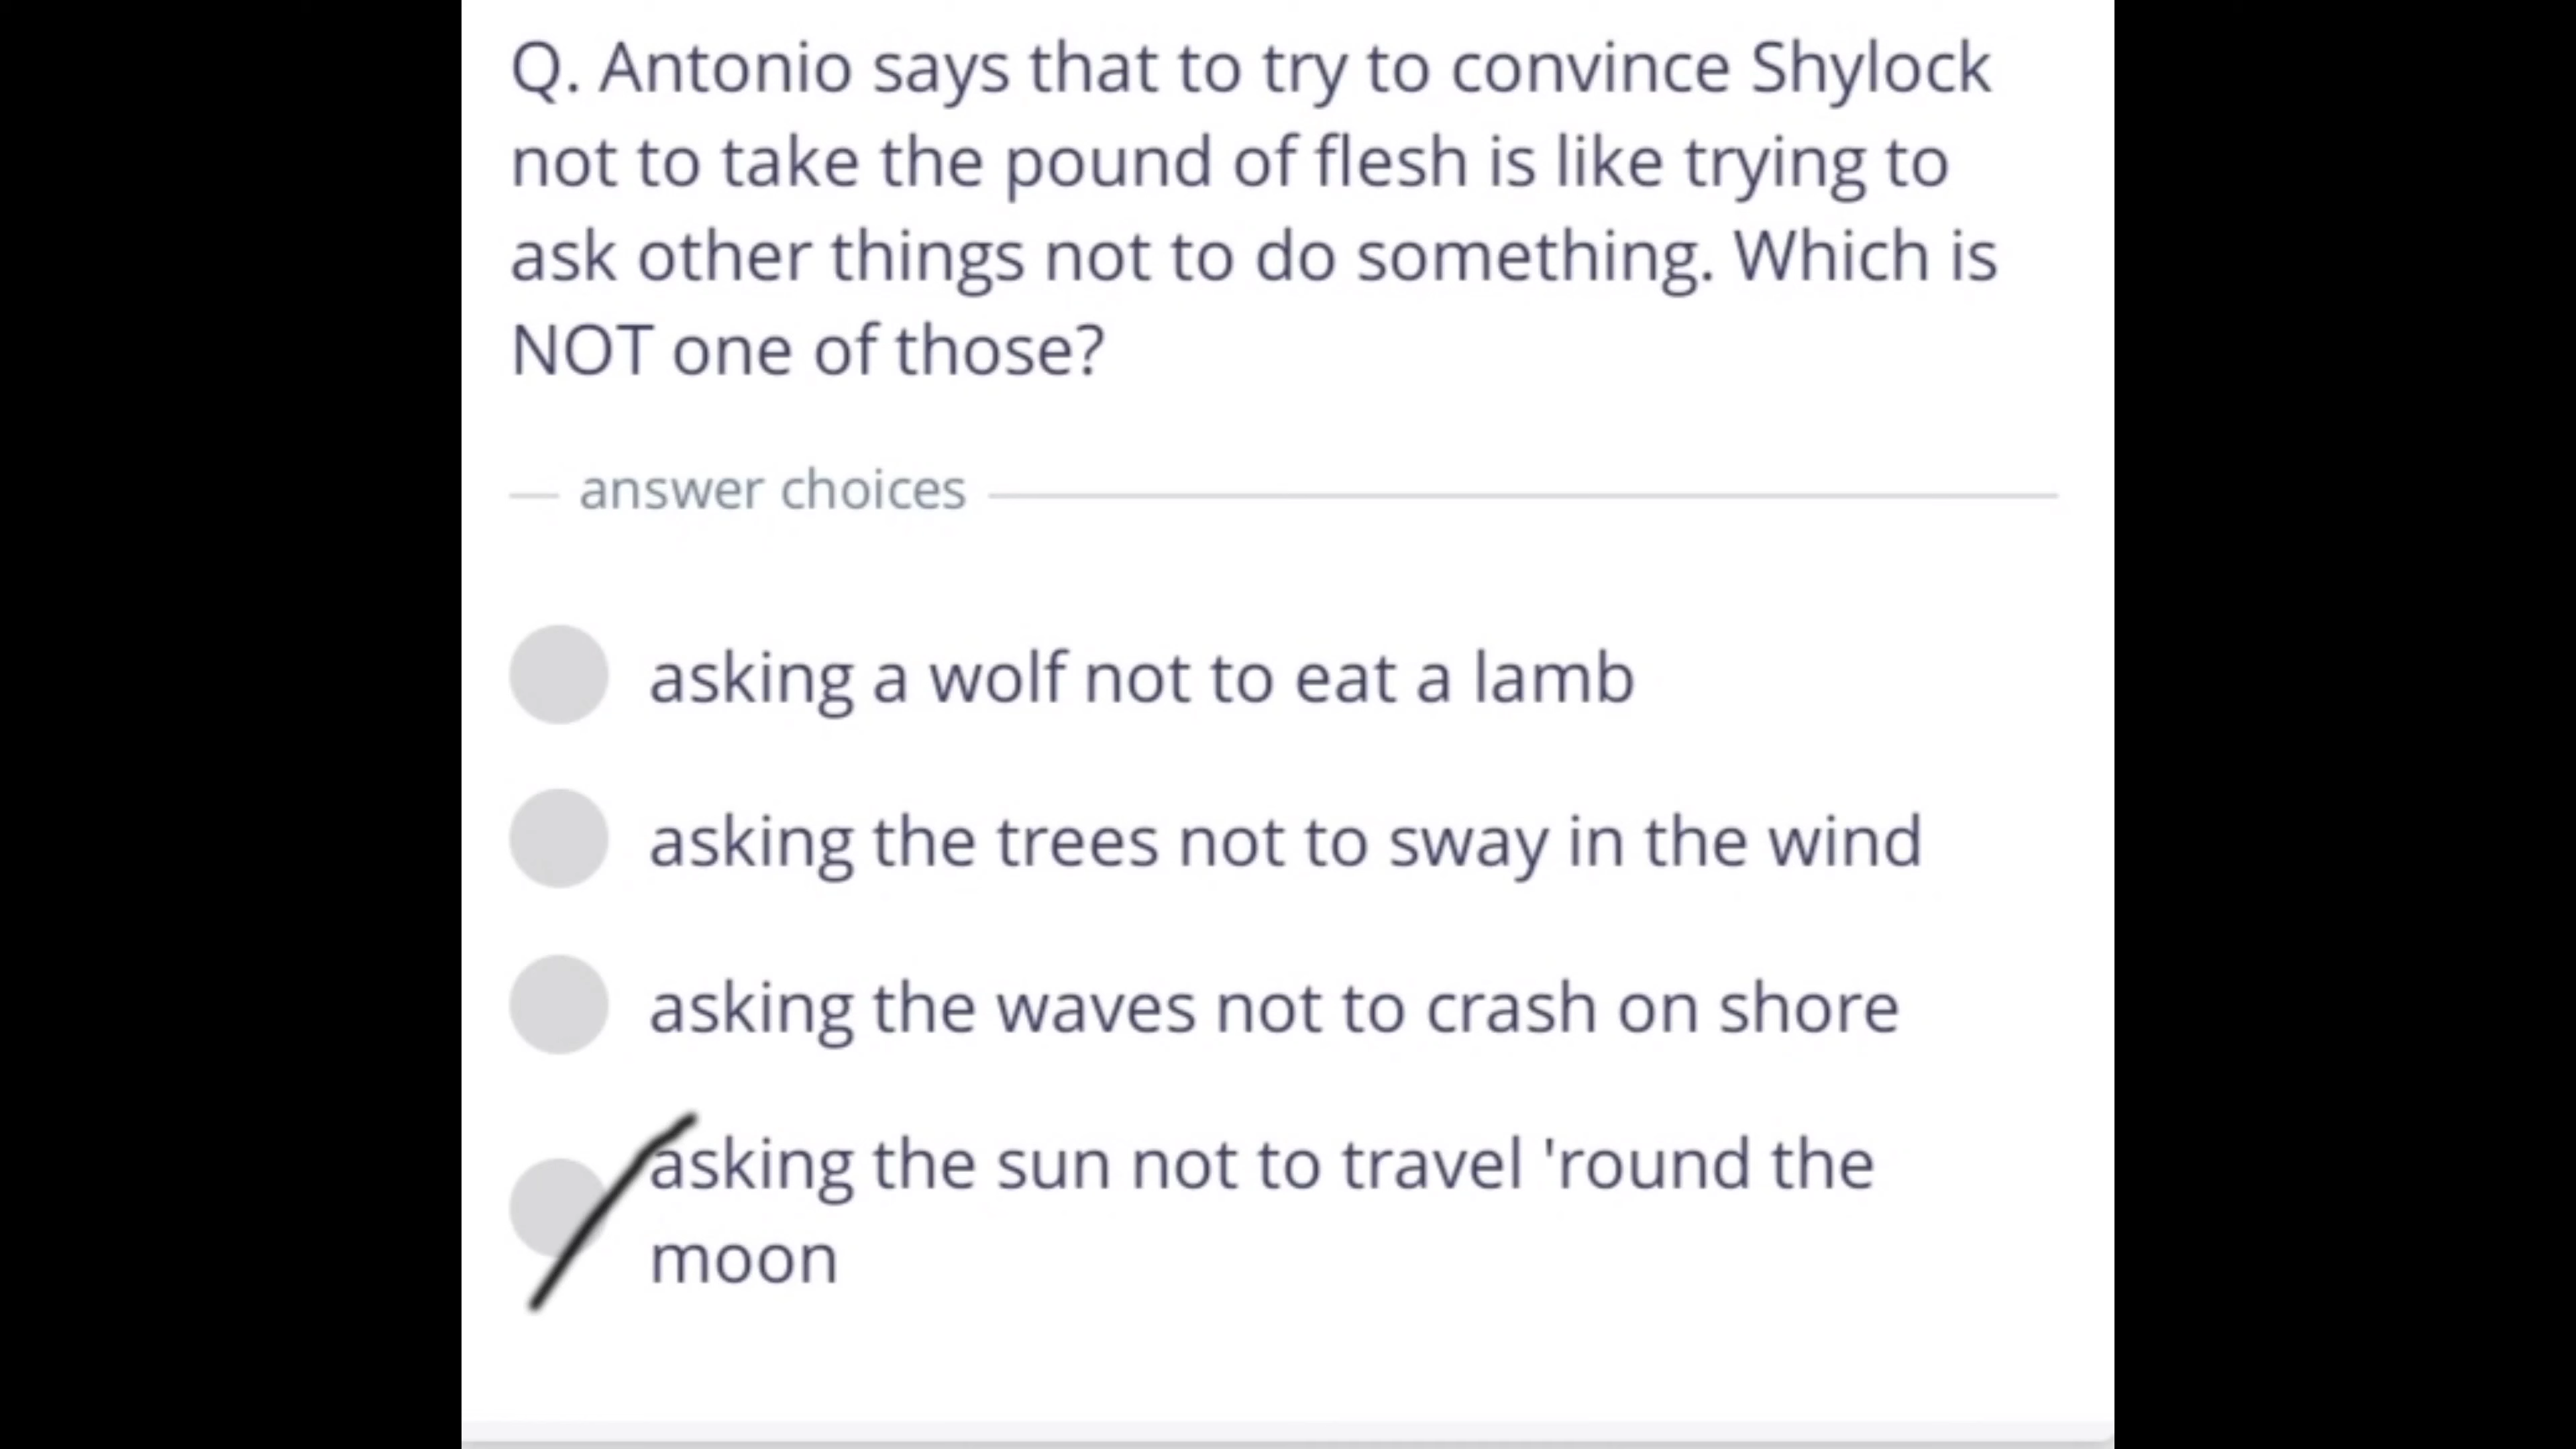 Q. Antonio says that to try to convince Shylock
not to take the pound of flesh is like trying to
ask other things not to do something. Which is
NOT one of those?
answer choices
asking a wolf not to eat a lamb
asking the trees not to sway in the wind
asking the waves not to crash on shore
asking the sun not to travel 'round the
moon